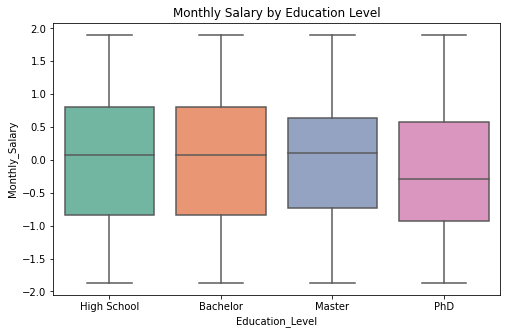 Monthly Salary by Education Level
Monthly_Salary
2.0
1.5
1.0
0.5
0.0
−0.5
−1.0
−1.5
−2.0
High School Bachelor Master PhD
Education_Level